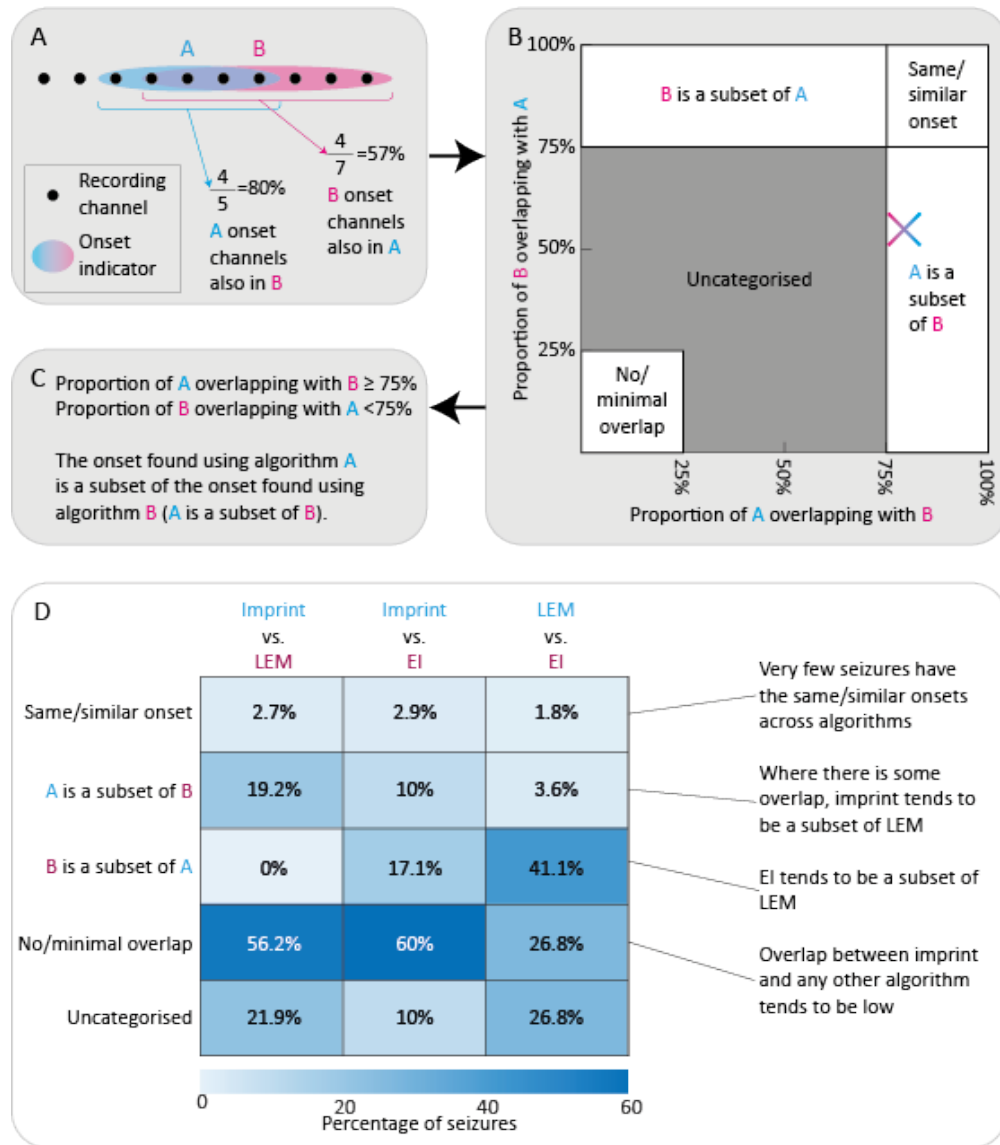 A
A B
4/7 =57%
4/5 =80%
B onset
channels
also in A
A onset
channels
also in B
Recording
channel
Onset
indicator
B
Proportion of B overlapping with A
100%
75%
50%
25%
B is a subset of A
Same/
similar
onset
Uncategorised
A is a
subset
of B
No/
minimal
overlap
25%
50%
75%
100%
Proportion of A overlapping with B
C
Proportion of A overlapping with B ≥ 75%
Proportion of B overlapping with A <75%
The onset found using algorithm A
is a subset of the onset found using
algorithm B (A is a subset of B).
D
Imprint
vs.
LEM
Imprint
vs.
EI
LEM
vs.
EI
Same/similar onset 2.7% 2.9% 1.8%
A is a subset of B 19.2% 10% 3.6%
B is a subset of A 0% 17.1% 41.1%
No/minimal overlap 56.2% 60% 26.8%
Uncategorised 21.9% 10% 26.8%
Very few seizures have
the same/similar onsets
across algorithms
Where there is some
overlap, imprint tends to
be a subset of LEM
EI tends to be a subset of
LEM
Overlap between imprint
and any other algorithm
tends to be low
0 20 40 60
Percentage of seizures